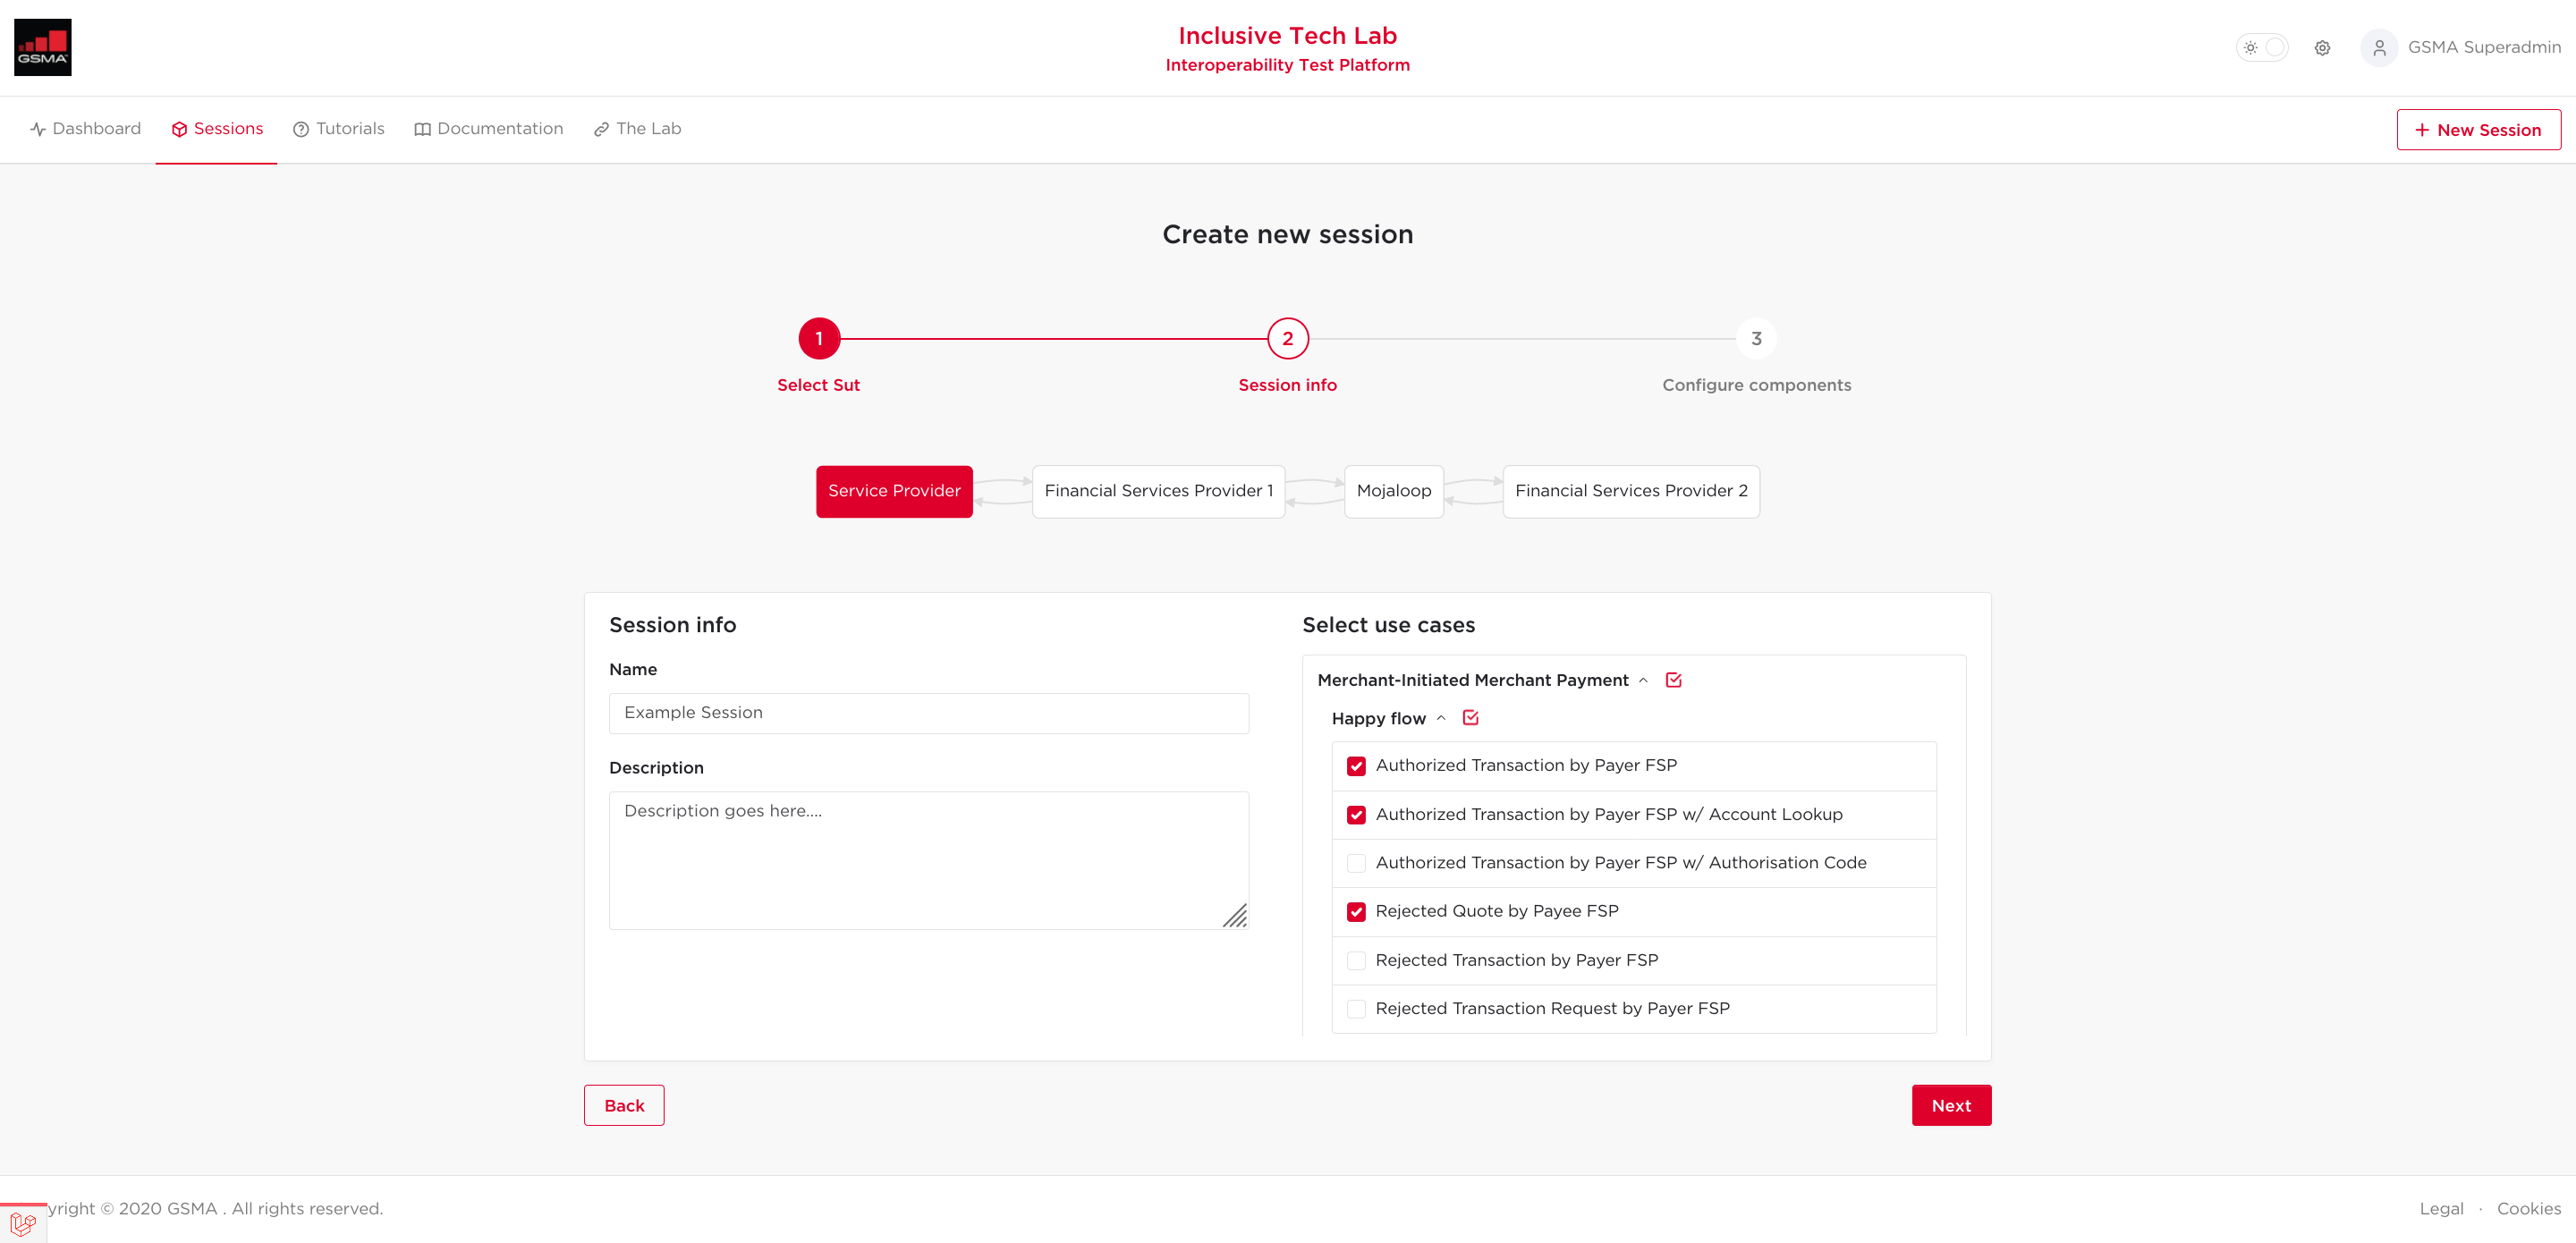 GSMA
Inclusive Tech Lab
Interoperability Test Platform
GSMA Superadmin
Dashboard
Sessions
Tutorials
Documentation
The Lab
+ New Session
Create new session
1
2
3
Select Sut
Session info
Configure components
Service Provider
Financial Services Provider 1
Mojaloop
Financial Services Provider 2
Session info
Name
Example Session
Description
Description goes here....
Select use cases
Merchant-Initiated Merchant Payment
Happy flow
Authorized Transaction by Payer FSP
Authorized Transaction by Payer FSP w/ Account Lookup
Authorized Transaction by Payer FSP w/ Authorisation Code
Rejected Quote by Payee FSP
Rejected Transaction by Payer FSP
Rejected Transaction Request by Payer FSP
Back
Next
yright © 2020 GSMA . All rights reserved.
Legal · Cookies